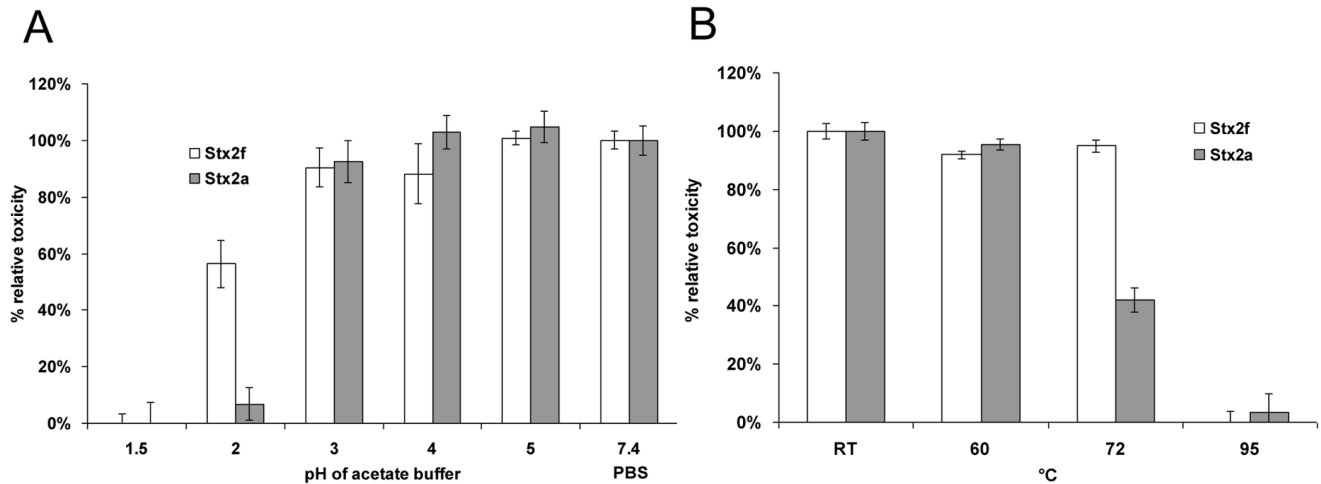 A
120%
100%
80%
60%
40%
20%
0%
% relative toxicity
Stx2f
Stx2a
1.5 2 3 4 5 7.4
pH of acetate buffer PBS
B
120%
100%
80%
60%
40%
20%
0%
% relative toxicity
Stx2f
Stx2a
RT 60 72 95
°C